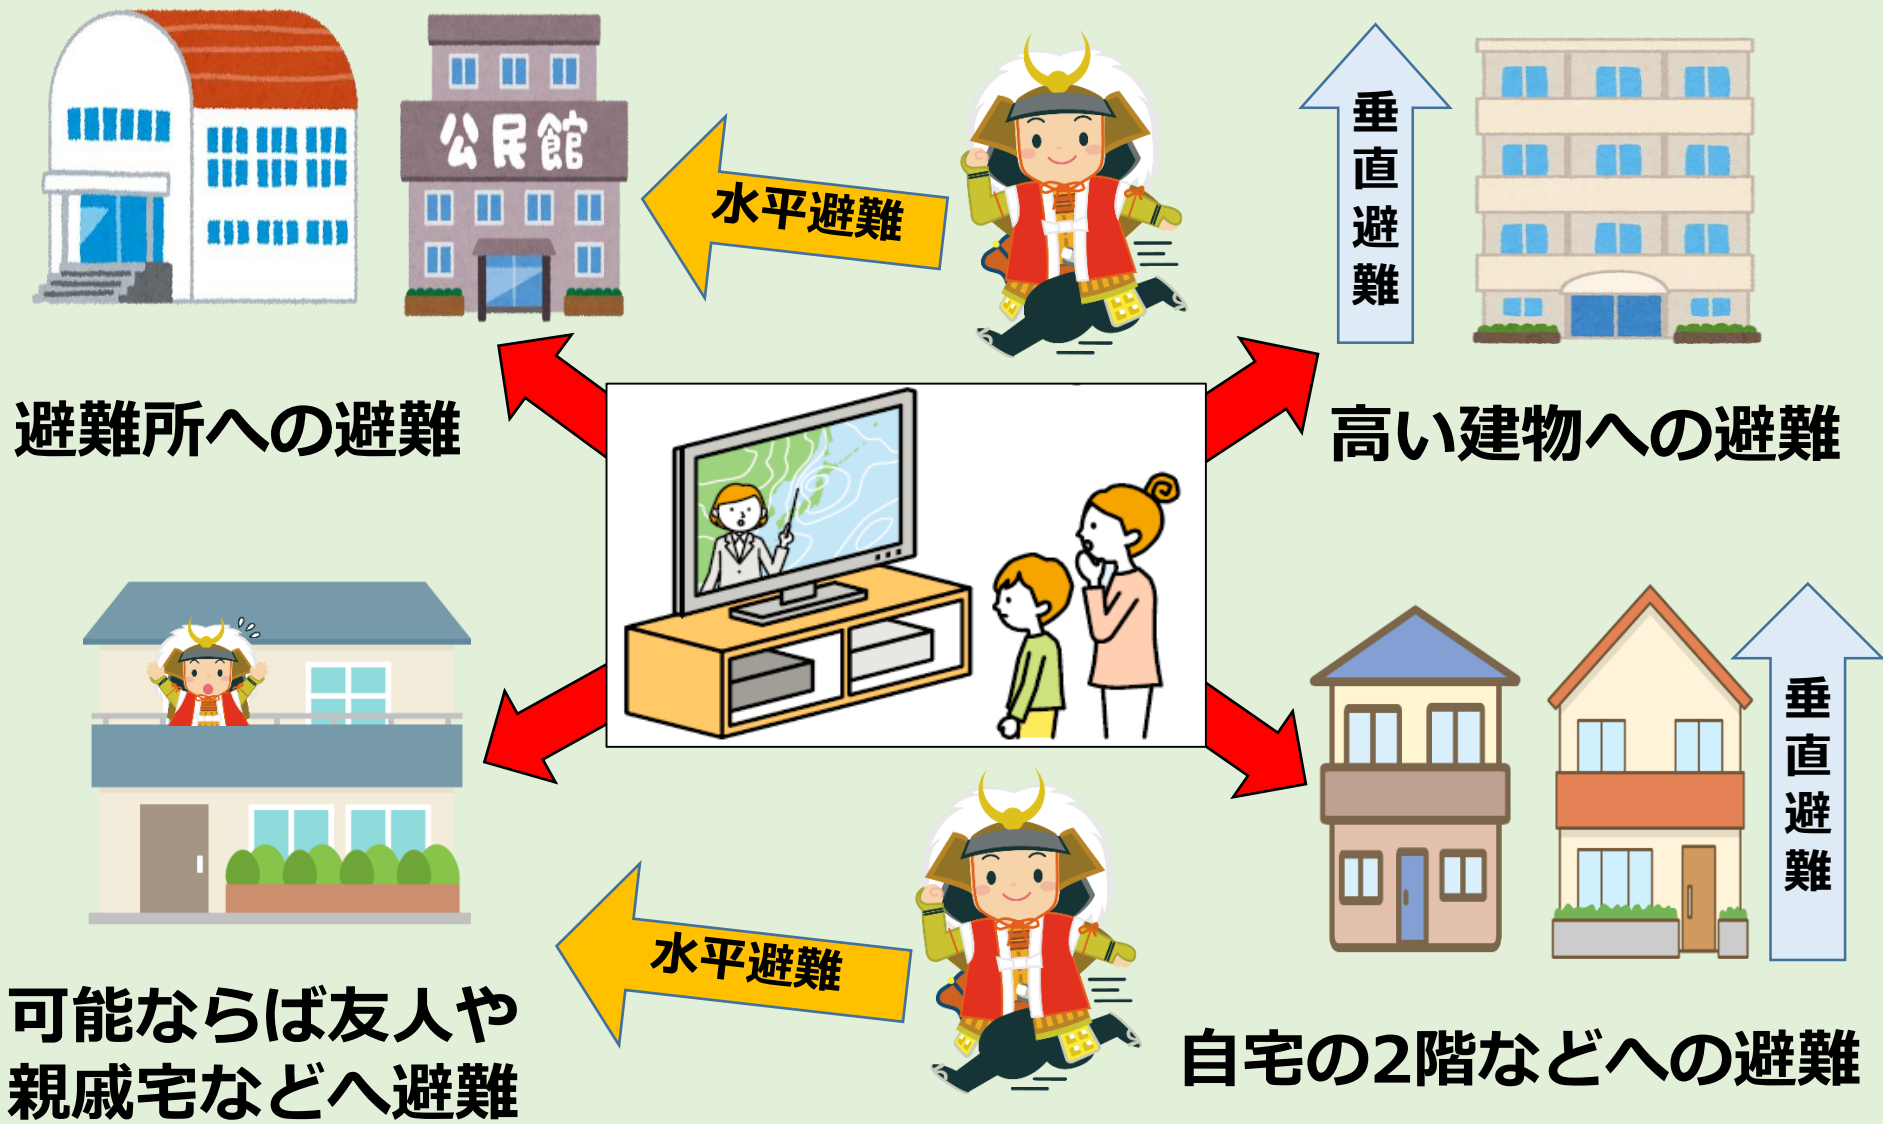 公民館
水平避難
垂直避難
避難所への避難
高い建物への避難
垂直避難
水平避難
可能ならば友人や
親戚宅などへ避難
自宅の2階などへの避難